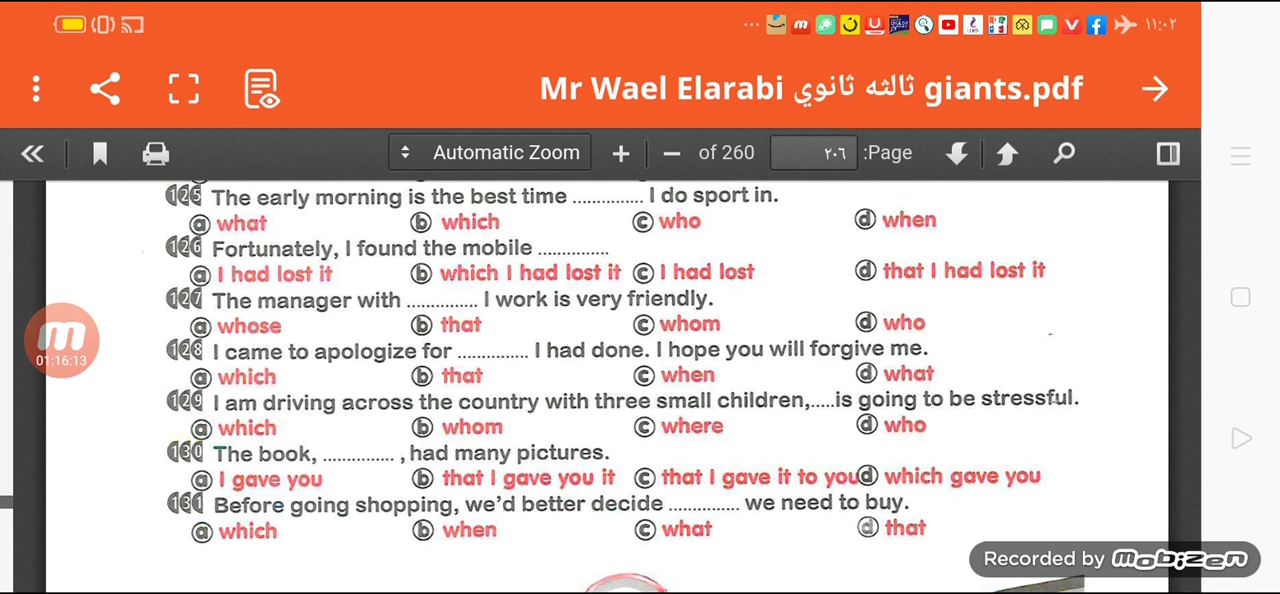 ١١:٠٢
Mr Wael Elarabi ثالثه ثانوي giants.pdf
Automatic Zoom of 260 ٢٠٦ :Page
125 The early morning is the best time .............. I do sport in.
a what b which c who d when
126 Fortunately, I found the mobile ..............
a I had lost it b which I had lost it c I had lost d that I had lost it
127 The manager with .............. I work is very friendly.
a whose b that c whom d who
128 I came to apologize for .............. I had done. I hope you will forgive me.
a which b that c when d what
129 I am driving across the country with three small children,.....is going to be stressful.
a which b whom c where d who
130 The book, .............. , had many pictures.
a I gave you b that I gave you it c that I gave it to you d which gave you
131 Before going shopping, we'd better decide .............. we need to buy.
a which b when c what d that
01:16:13
Recorded by mobizen